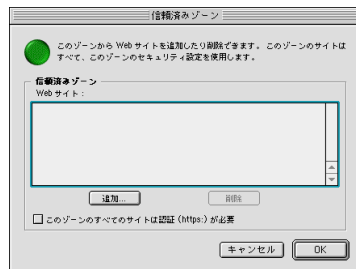 信頼済みゾーン
このゾーンから Web サイトを追加したり削除できます。このゾーンのサイトは
すべて、このゾーンのセキュリティ設定を使用します。
信頼済みゾーン
Web サイト：
追加...
削除
このゾーンのすべてのサイトは認証 (https:) が必要
キャンセル
OK